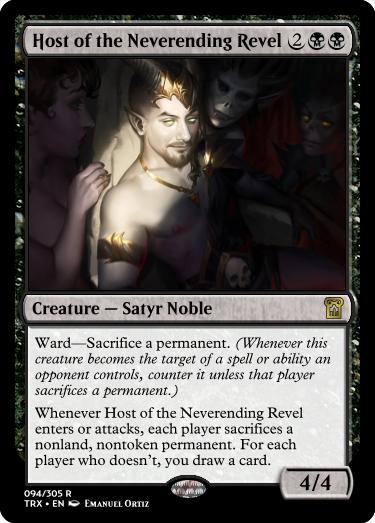 Host of the Neverending Revel 2
Creature — Satyr Noble
Ward—Sacrifice a permanent. (Whenever this
creature becomes the target of a spell or ability an
opponent controls, counter it unless that player
sacrifices a permanent.)
Whenever Host of the Neverending Revel
enters or attacks, each player sacrifices a
nonland, nontoken permanent. For each
player who doesn't, you draw a card.
4/4
094/305 R
TRX • EN Emanuel Ortiz